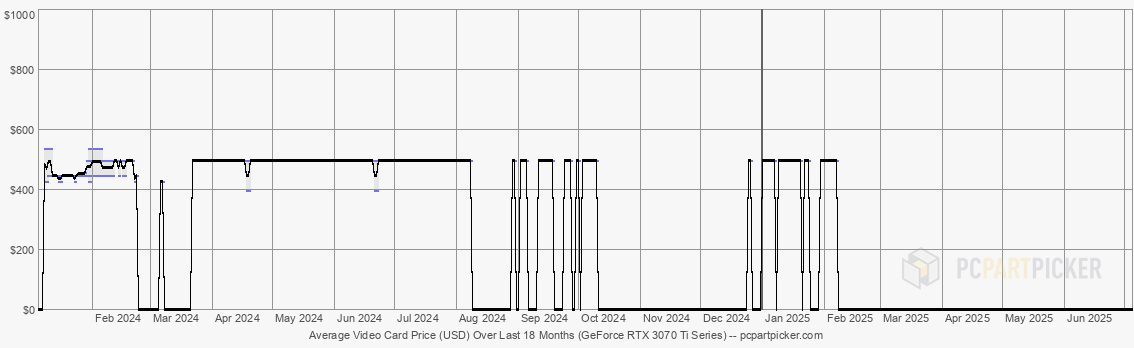 $1000
$800
$600
$400
$200
$0
PCPARTPICKER
Feb 2024 Mar 2024 Apr 2024 May 2024 Jun 2024 Jul 2024 Aug 2024 Sep 2024 Oct 2024 Nov 2024 Dec 2024 Jan 2025 Feb 2025 Mar 2025 Apr 2025 May 2025 Jun 2025
Average Video Card Price (USD) Over Last 18 Months (GeForce RTX 3070 Ti Series) -- pcpartpicker.com